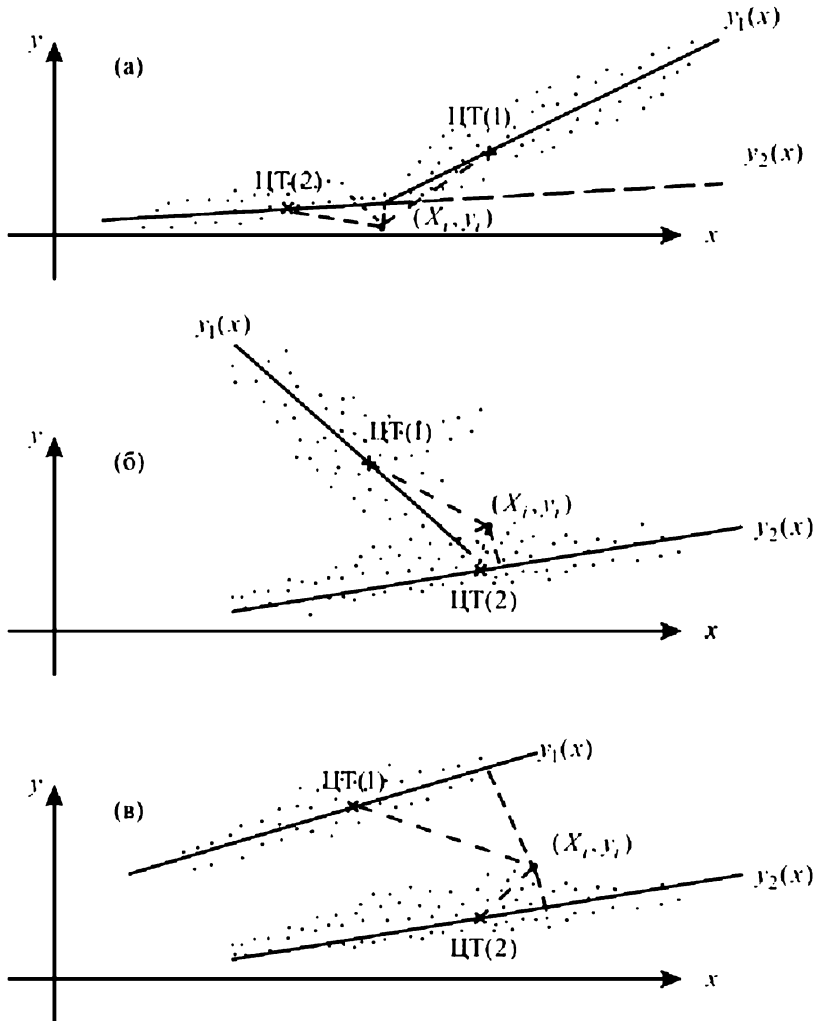 y₁(x)
y
(а)
ЦТ(1)
y₂(x)
ЦТ(2)
(Xᵢ, yᵢ)
x
y₁(x)
y
ЦТ(1)
(б)
(Xᵢ, yᵢ)
y₂(x)
ЦТ(2)
x
y₁(x)
y
ЦТ(1)
(в)
(Xᵢ, yᵢ)
y₂(x)
ЦТ(2)
x